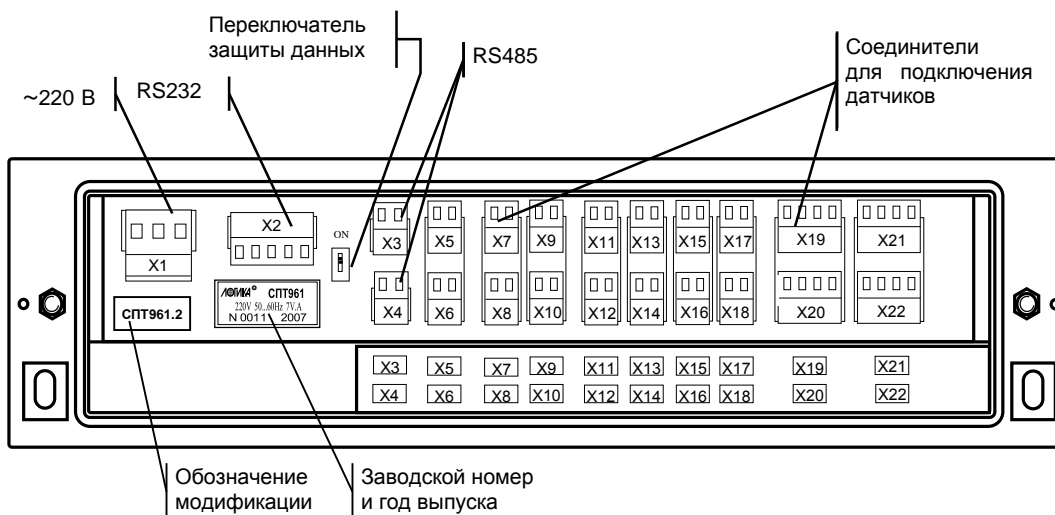 Переключатель
защиты данных
RS485
Соединители
для подключения
датчиков
~220 В
RS232
X1
X2
ON
X3
X5
X7
X9
X11
X13
X15
X17
X19
X21
X4
X6
X8
X10
X12
X14
X16
X18
X20
X22
СПТ961.2
ЛОГИКА® СПТ961
220V 50...60Hz 7V.A
N 0011 2007
X3 X5 X7 X9 X11 X13 X15 X17 X19 X21
X4 X6 X8 X10 X12 X14 X16 X18 X20 X22
Обозначение
модификации
Заводской номер
и год выпуска